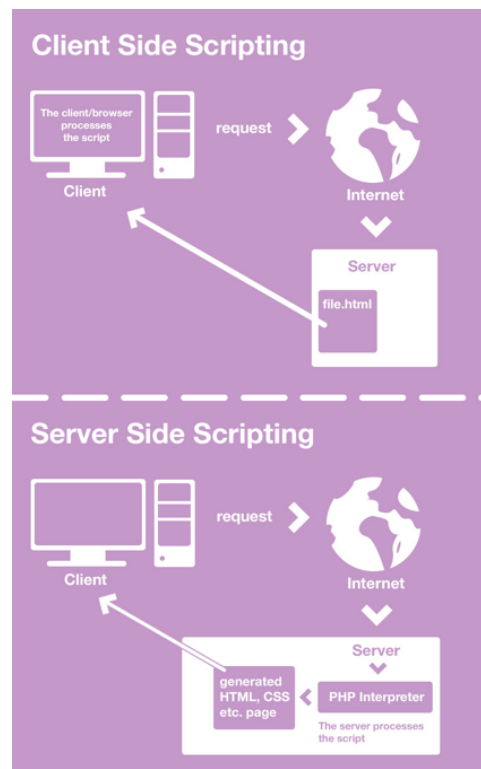 Client Side Scripting
The client/browser
processes
the script
request
Client
Internet
Server
file.html
Server Side Scripting
request
Client
Internet
Server
generated
HTML, CSS
etc. page
PHP Interpreter
The server processes
the script